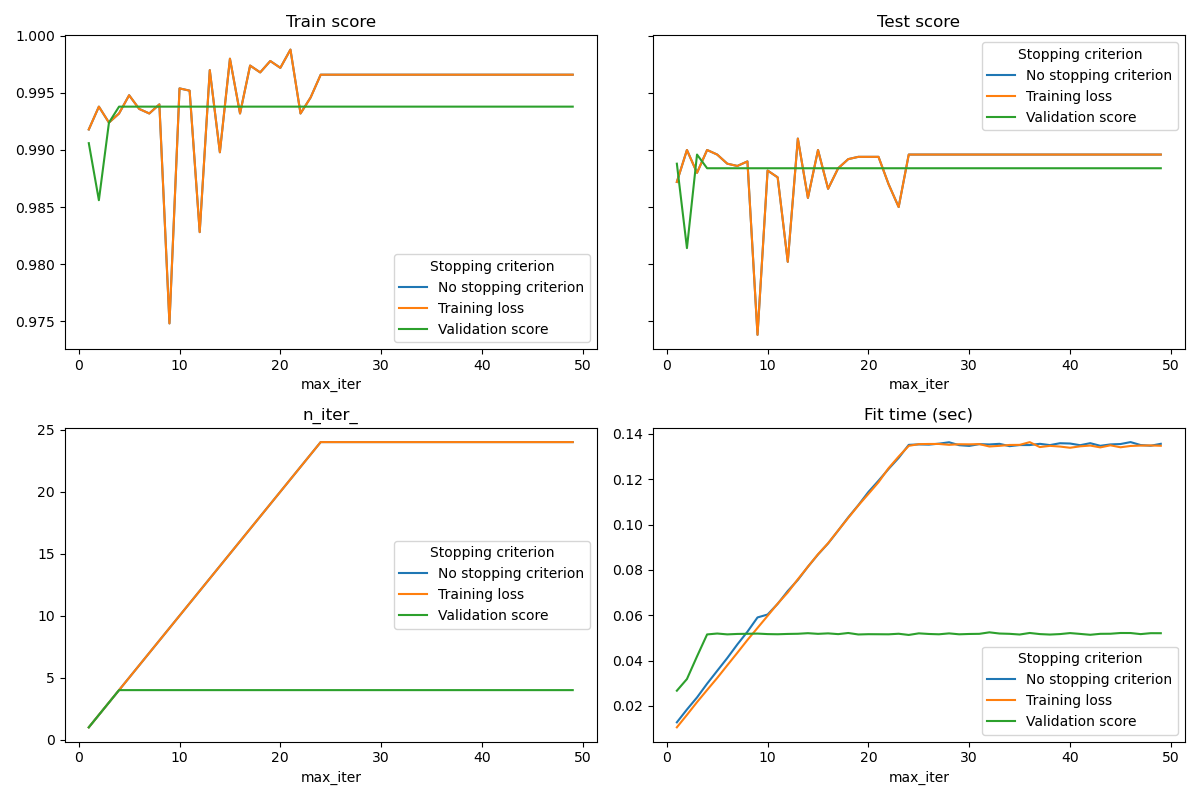 Train score
1.000
0.995
0.990
0.985
0.980
0.975
Stopping criterion
No stopping criterion
Training loss
Validation score
0 10 20 30 40 50
max_iter
Test score
Stopping criterion
No stopping criterion
Training loss
Validation score
0 10 20 30 40 50
max_iter
n_iter_
25
20
15
10
5
0
Stopping criterion
No stopping criterion
Training loss
Validation score
0 10 20 30 40 50
max_iter
Fit time (sec)
0.14
0.12
0.10
0.08
0.06
0.04
0.02
Stopping criterion
No stopping criterion
Training loss
Validation score
0 10 20 30 40 50
max_iter